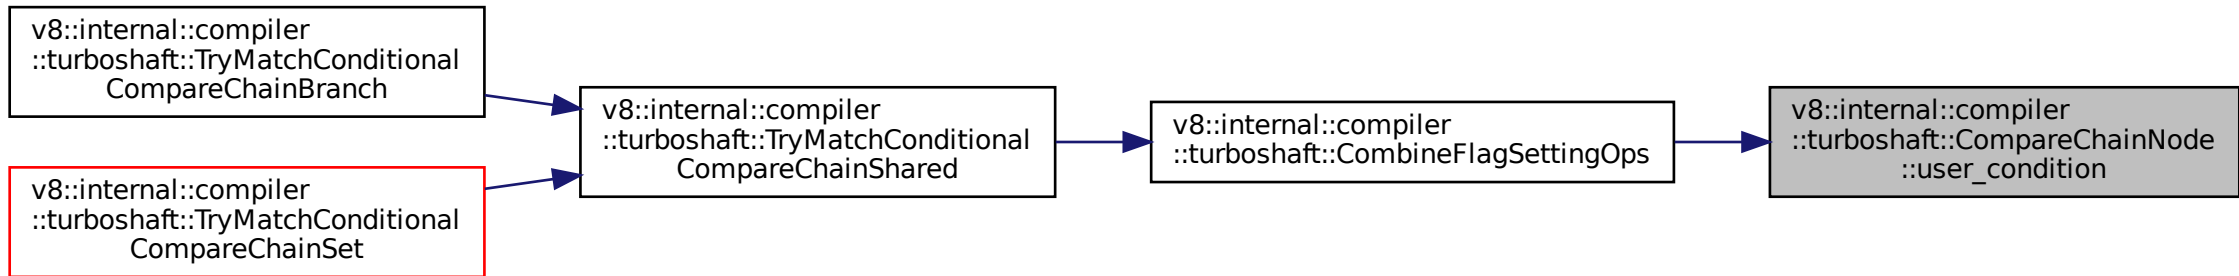 v8::internal::compiler
::turboshaft::TryMatchConditional
CompareChainBranch
v8::internal::compiler
::turboshaft::TryMatchConditional
CompareChainSet
v8::internal::compiler
::turboshaft::TryMatchConditional
CompareChainShared
v8::internal::compiler
::turboshaft::CombineFlagSettingOps
v8::internal::compiler
::turboshaft::CompareChainNode
::user_condition